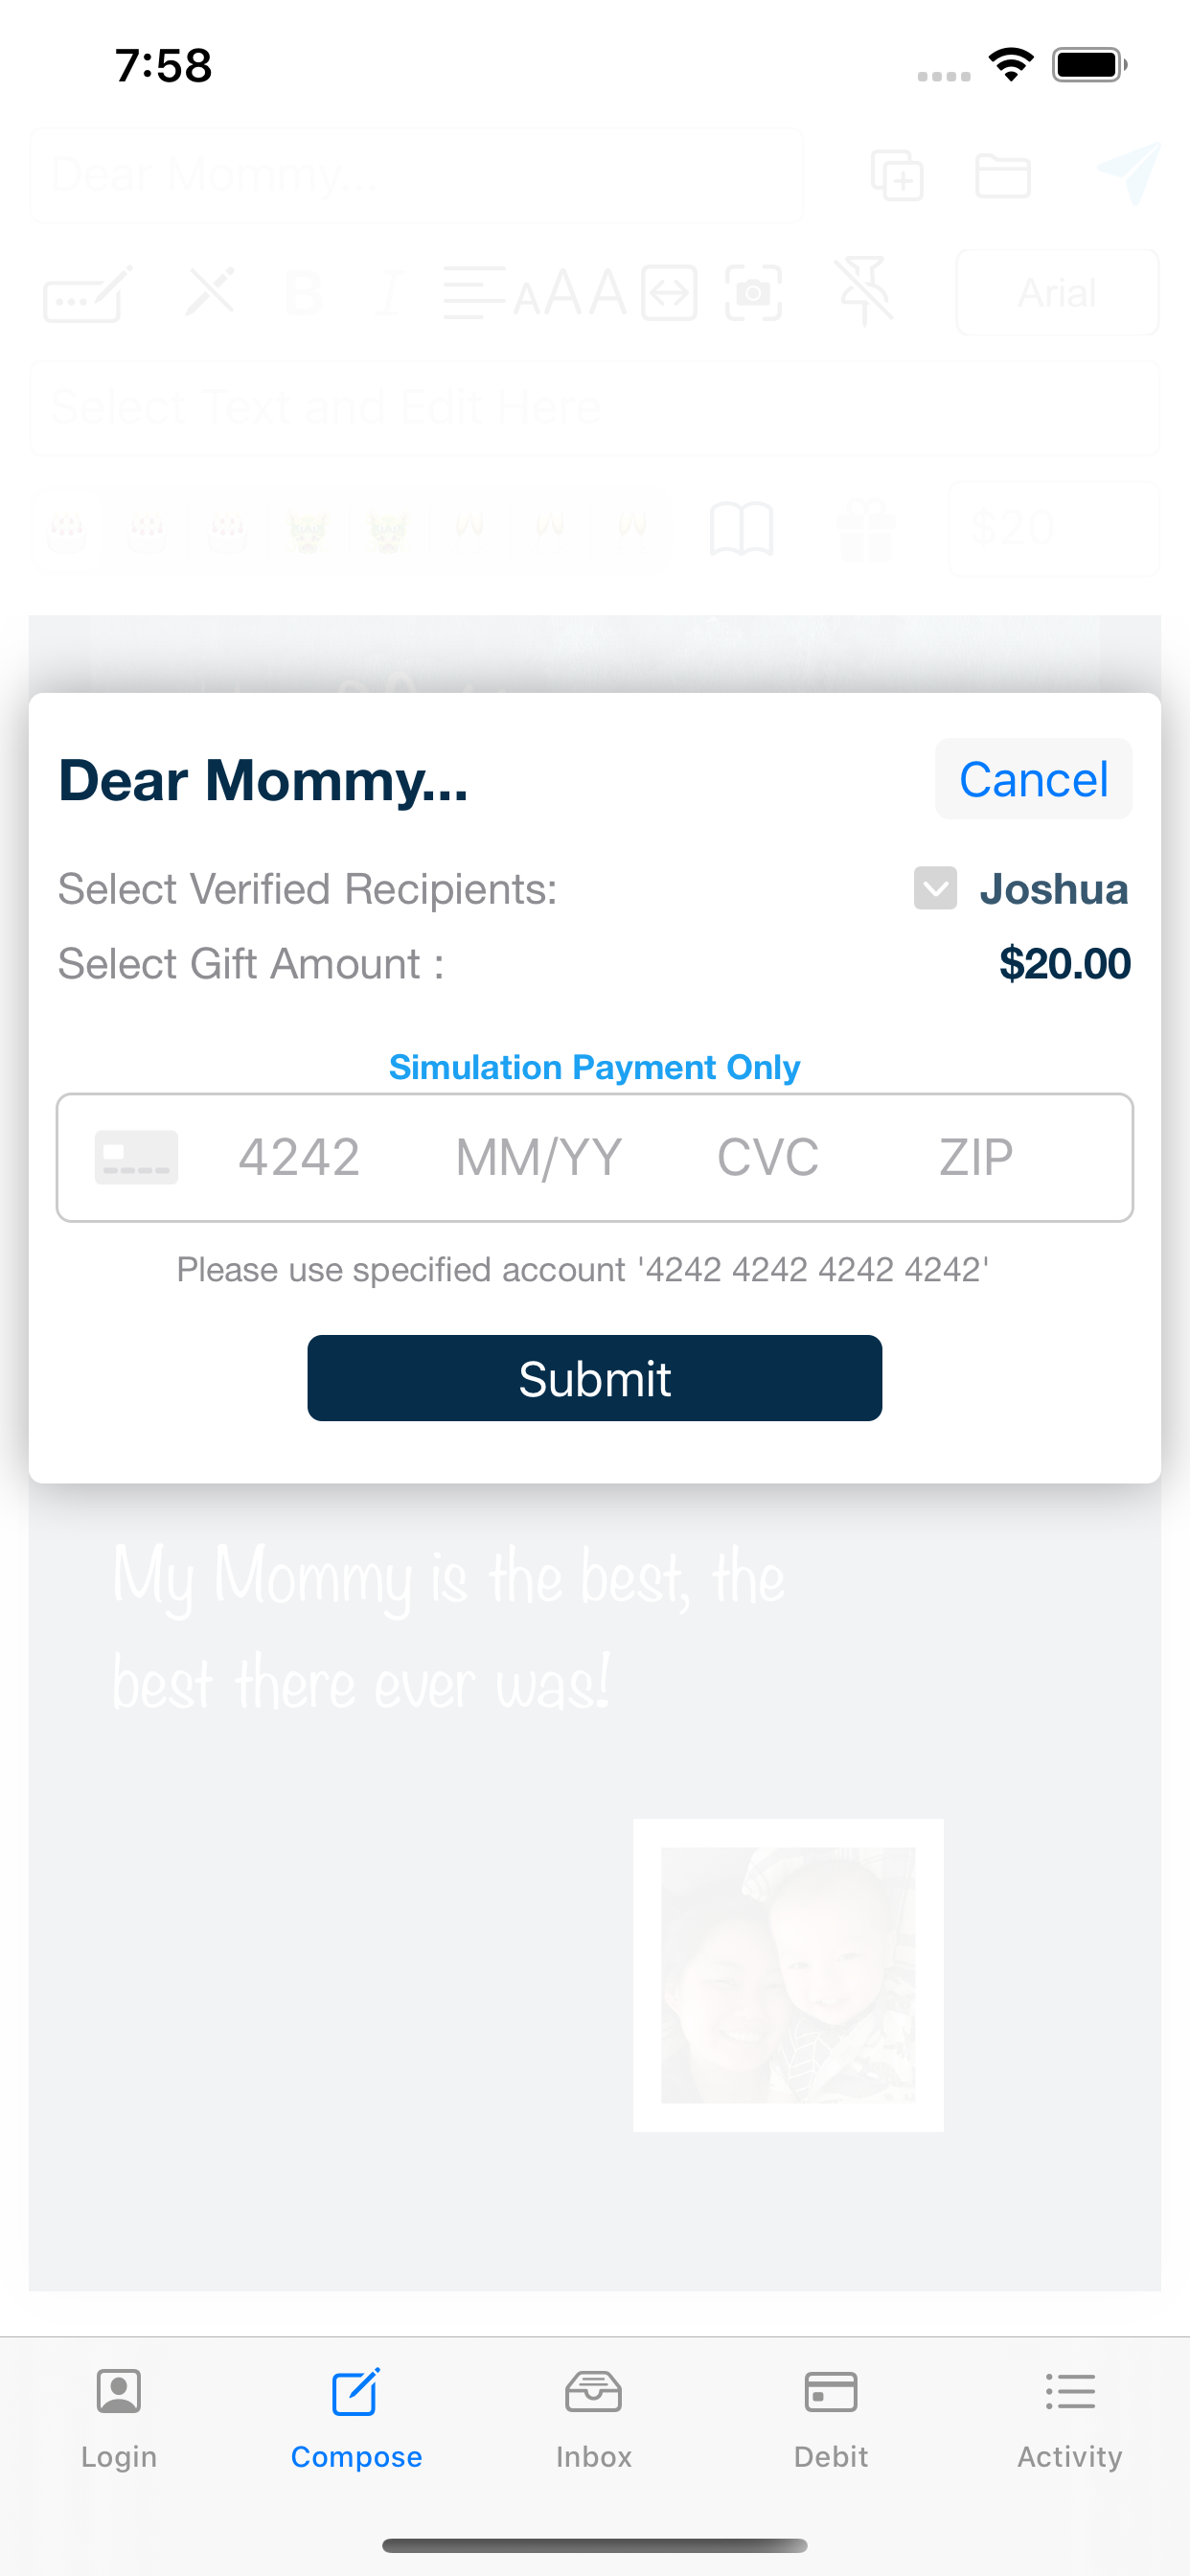 7:58
Dear Mommy...
B I AAA Arial
Select Text and Edit Here
$20
Dear Mommy... Cancel
Select Verified Recipients: Joshua
Select Gift Amount : $20.00
Simulation Payment Only
4242 MM/YY CVC ZIP
Please use specified account '4242 4242 4242 4242'
Submit
My Mommy is the best, the
best there ever was!
Login Compose Inbox Debit Activity